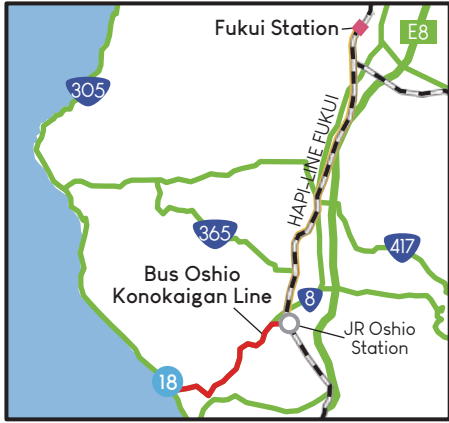 Fukui Station
E8
305
HAPI-LINE FUKUI
365
417
Bus Oshio
Konokaigan Line
8
JR Oshio
Station
18